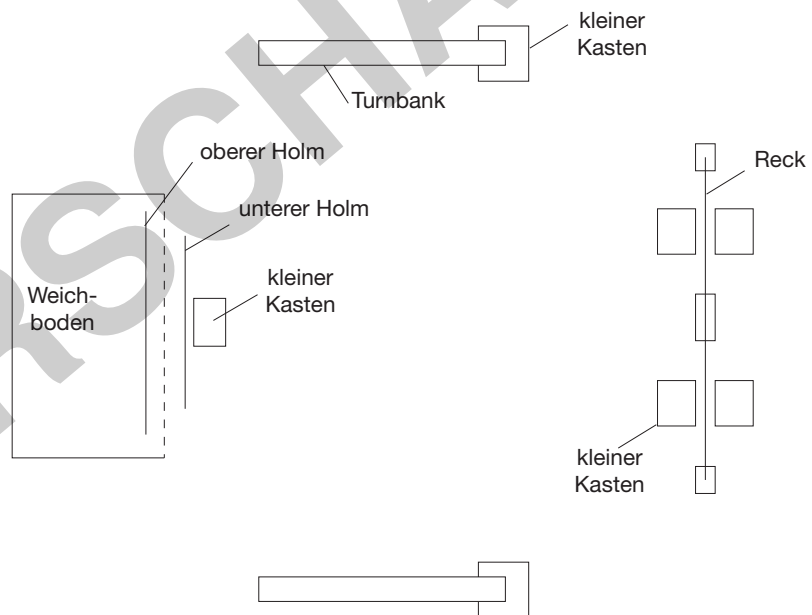 kleiner
Kasten
Turnbank
oberer Holm
Reck
unterer Holm
kleiner
Kasten
Weich-
boden
kleiner
Kasten